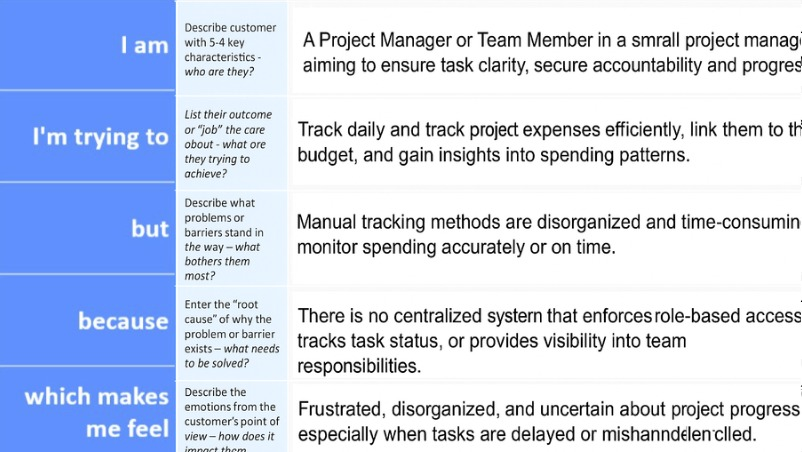 I am
Describe customer
with 5-4 key
characteristics -
who are they?
A Project Manager or Team Member in a smrall project manag
aiming to ensure task clarity, secure accountability and progres
I'm trying to
List their outcome
or “job” the care
obout - what ore
they trying to
achieve?
Track daily and track project expenses efficiently, link them to th
budget, and gain insights into spending patterns.
but
Describe what
problems or
barriers stand in
the way – what
bothers them
most?
Manual tracking methods are disorganized and time-consumin
monitor spending accurately or on time.
because
Enter the “root
cause” of why the
problem or barrier
exists – what needs
to be solved?
There is no centralized system that enforces role-based access
tracks task status, or provides visibility into team
responsibilities.
which makes
me feel
Describe the
emotions from the
customer’s point of
view – how does it
impact them
Frustrated, disorganized, and uncertain about project progress
especially when tasks are delayed or